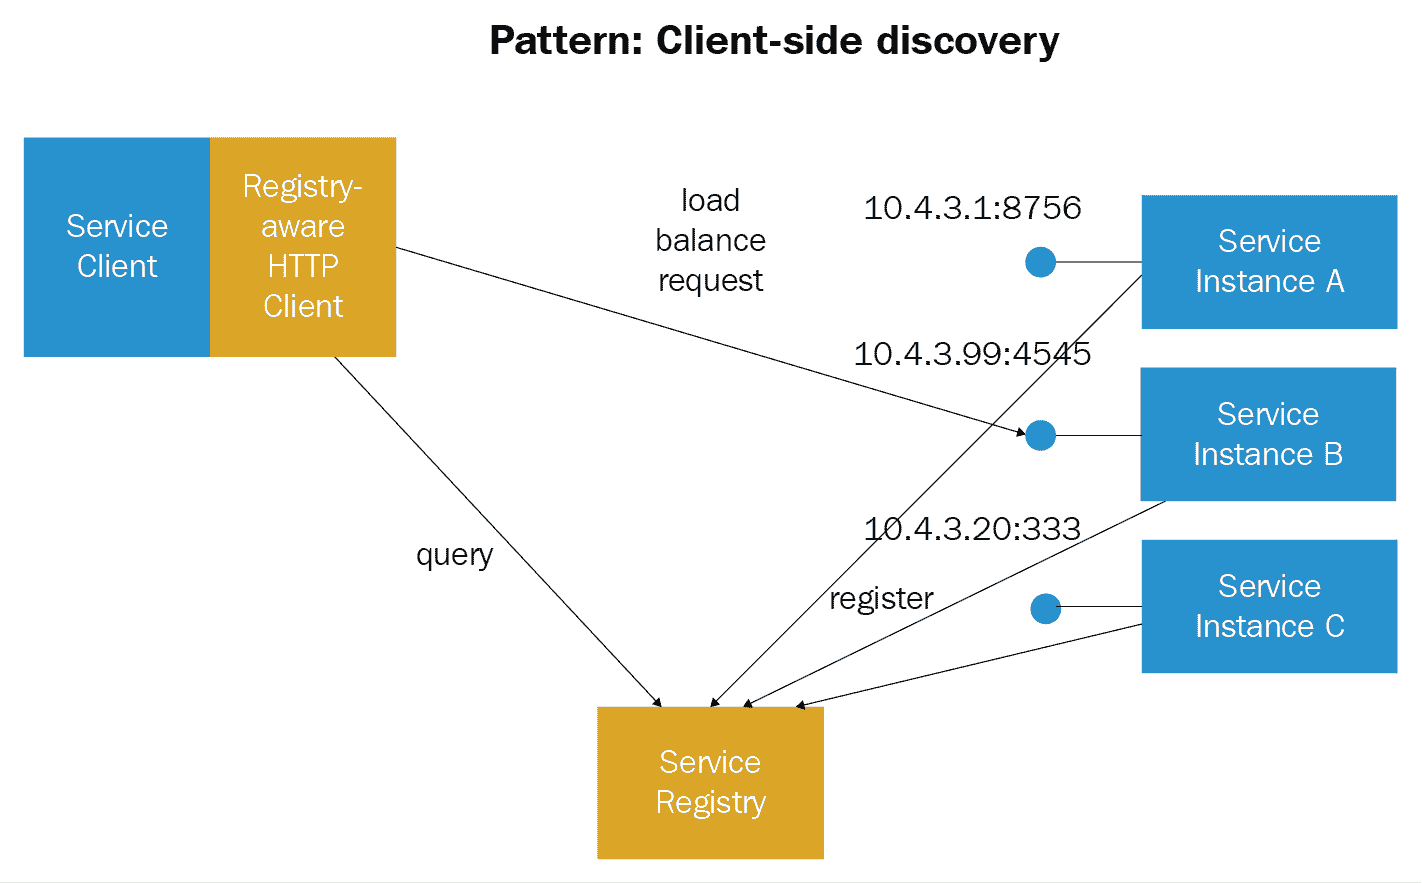 Pattern: Client-side discovery
Service
Client
Registry-
aware
HTTP
Client
load
balance
request
10.4.3.1:8756
Service
Instance A
10.4.3.99:4545
Service
Instance B
10.4.3.20:333
query
register
Service
Instance C
Service
Registry